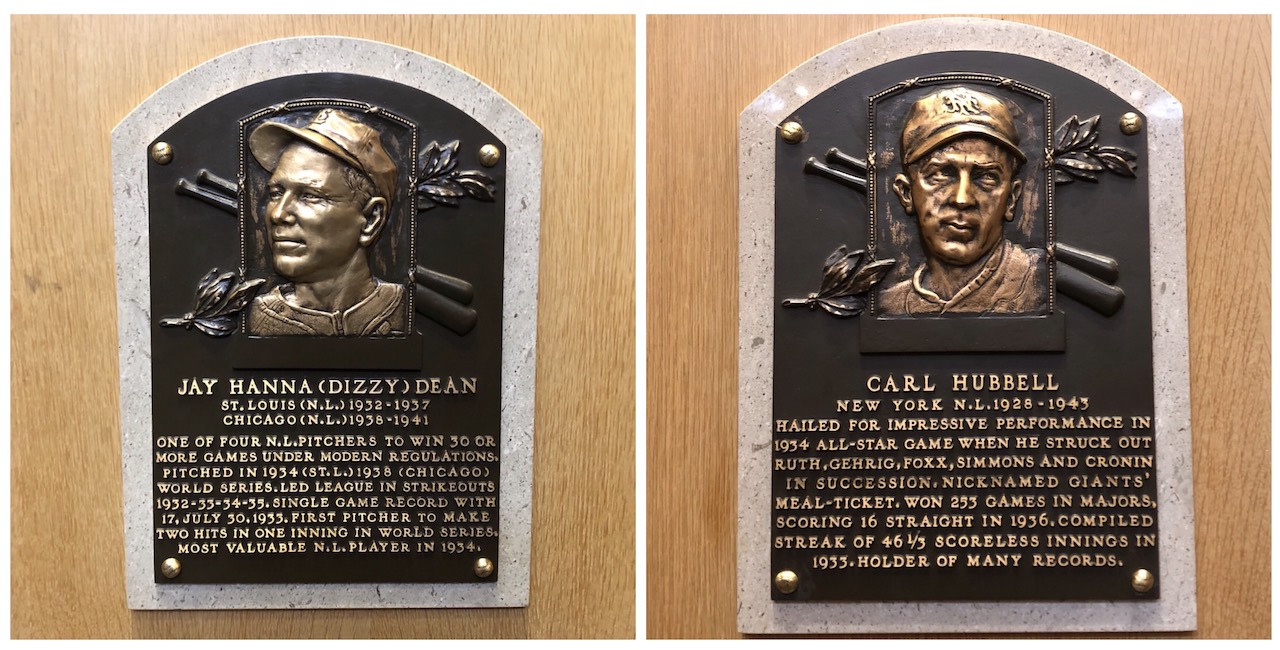 JAY HANNA (DIZZY) DEAN
ST. LOUIS (N.L.) 1932-1937
CHICAGO (N.L.) 1938-1941
ONE OF FOUR N.L. PITCHERS TO WIN 30 OR
MORE GAMES UNDER MODERN REGULATIONS.
PITCHED IN 1934 (ST.L.) 1938 (CHICAGO)
WORLD SERIES. LED LEAGUE IN STRIKEOUTS
1932-33-34-35. SINGLE GAME RECORD WITH
17, JULY 30, 1933. FIRST PITCHER TO MAKE
TWO HITS IN ONE INNING IN WORLD SERIES.
MOST VALUABLE N.L. PLAYER IN 1934.
CARL HUBBELL
NEW YORK N.L. 1928-1943
HAILED FOR IMPRESSIVE PERFORMANCE IN
1934 ALL-STAR GAME WHEN HE STRUCK OUT
RUTH, GEHRIG, FOXX, SIMMONS AND CRONIN
IN SUCCESSION. NICKNAMED GIANTS'
MEAL-TICKET. WON 253 GAMES IN MAJORS,
SCORING 16 STRAIGHT IN 1936. COMPILED
STREAK OF 46 1/3 SCORELESS INNINGS IN
1933. HOLDER OF MANY RECORDS.